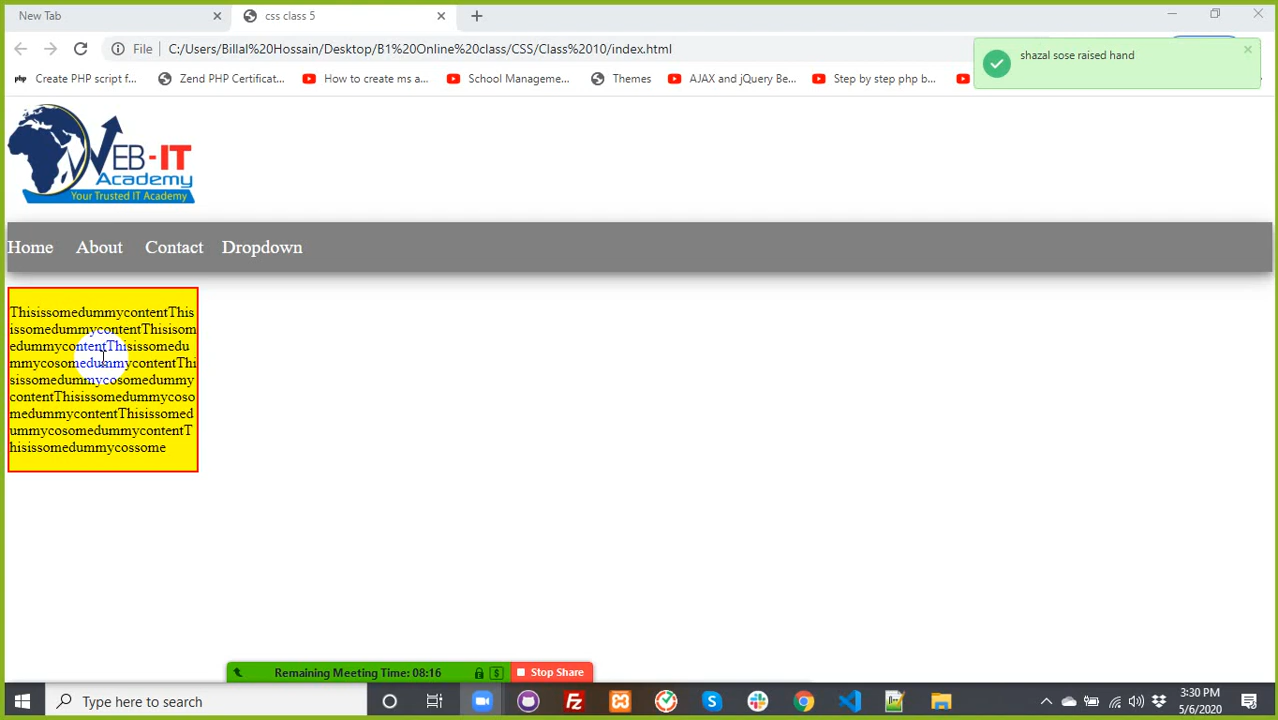 New Tab
css class 5
File
C:/Users/Billal%20Hossain/Desktop/B1%20Online%20class/CSS/Class%2010/index.html
shazal sose raised hand
Create PHP script f...
Zend PHP Certificat...
How to create ms a...
School Manageme...
Themes
AJAX and jQuery Be...
Step by step php b...
WEB-IT
Academy
Your Trusted IT Academy
Home About Contact Dropdown
ThisissomedummycontentThis
issomedummycontentThisisom
edummycontentThisissomedu
mmycosomedummycontentThi
sissomedummycosomedummy
contentThisissomedummycoso
medummycontentThisissomed
ummycosomedummycontentT
hisissomedummycossome
Remaining Meeting Time: 08:16
Stop Share
Type here to search
3:30 PM
5/6/2020